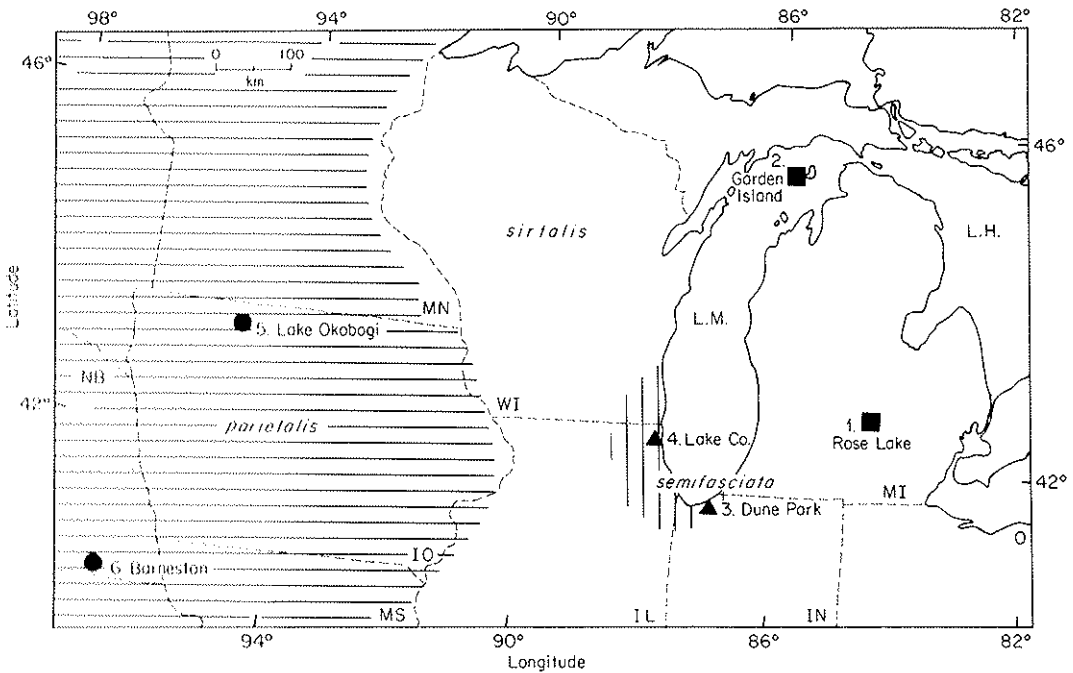 98° 94° 86° 82°
46°
0 100
km
46°
2.
Garden
Island
sirtalis
L.H.
Latitude
MN
5. Lake Okobogi
L.M.
NB
42°
WI
parietalis
4. Lake Co.
1.
Rose Lake
semifasciata
42°
MI
3. Dune Park
O
IO
6. Barneston
MS IL IN
94° 90° 86° 82°
Longitude